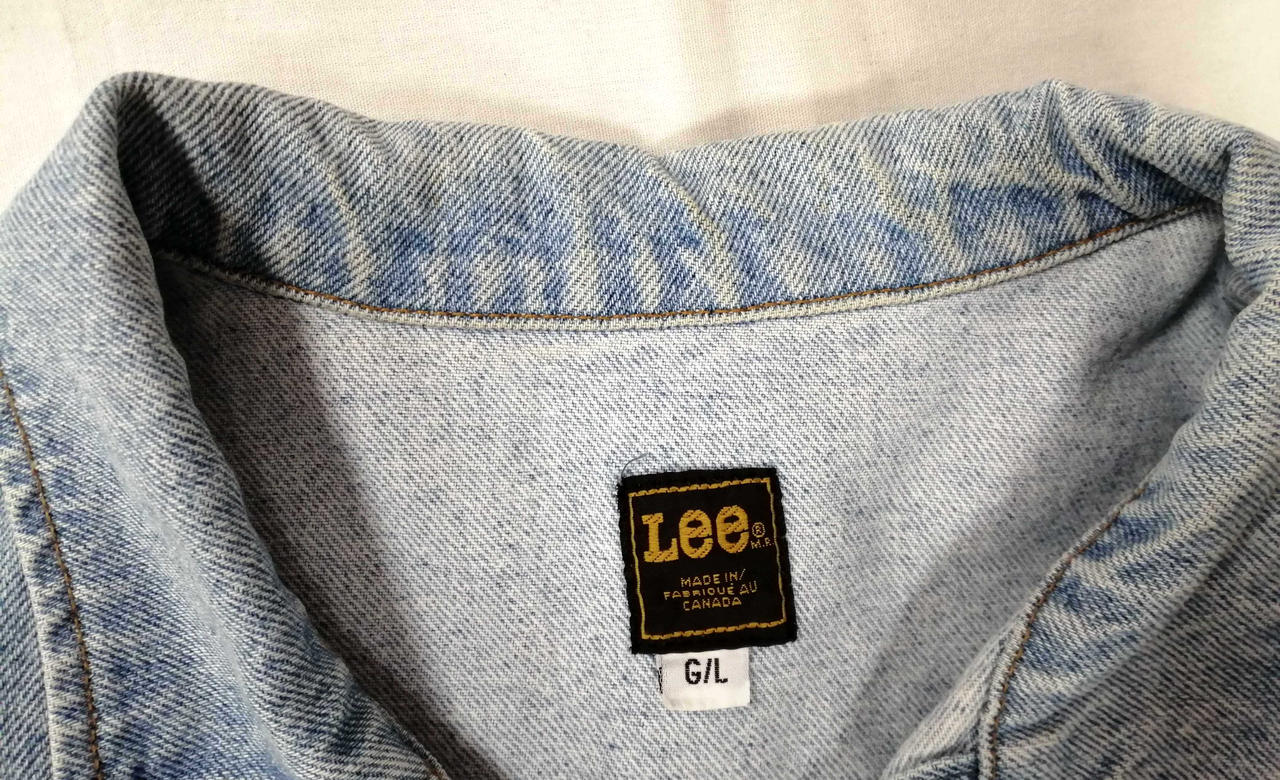 Lee®
M.R.
MADE IN/
FABRIQUÉ AU
CANADA
G/L